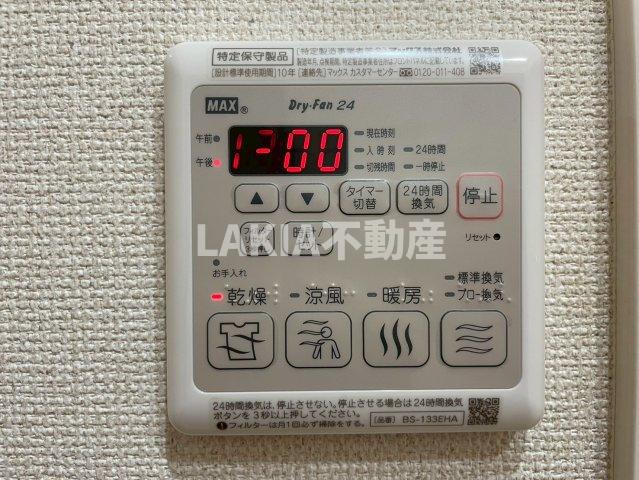 特定保守製品
[設計標準使用期間]10年 [連絡先]マックス カスタマーセンター 0120-011-408
MAX® Dry・Fan 24
午前
午後
1-00
現在時刻
入時刻
24時間
切残時間
一時停止
▲
▼
タイマー
切替
24時間
換気
停止
リセット
LAKIA不動産
お手入れ
乾燥
涼風
暖房
標準換気
フロー換気
24時間換気は、停止させない。停止させる場合は24時間換気
ボタンを3秒以上押してください。
フィルターは月1回必ず掃除をする。
[品番] BS-133EHA